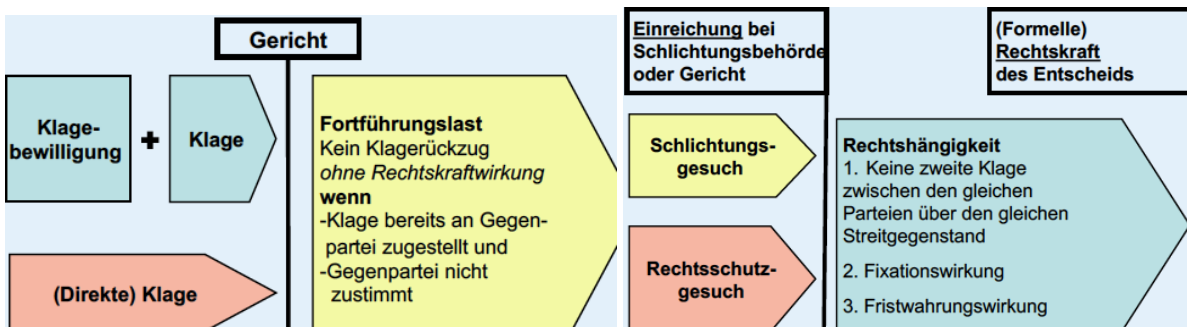 Gericht
Klage-
bewilligung
+
Klage
(Direkte) Klage
Fortführungslast
Kein Klagerückzug
ohne Rechtskraftwirkung
wenn
-Klage bereits an Gegen-
partei zugestellt und
-Gegenpartei nicht
zustimmt
Einreichung bei
Schlichtungsbehörde
oder Gericht
(Formelle)
Rechtskraft
des Entscheids
Schlichtungs-
gesuch
Rechtsschutz-
gesuch
Rechtshängigkeit
1. Keine zweite Klage
zwischen den gleichen
Parteien über den gleichen
Streitgegenstand
2. Fixationswirkung
3. Fristwahrungswirkung